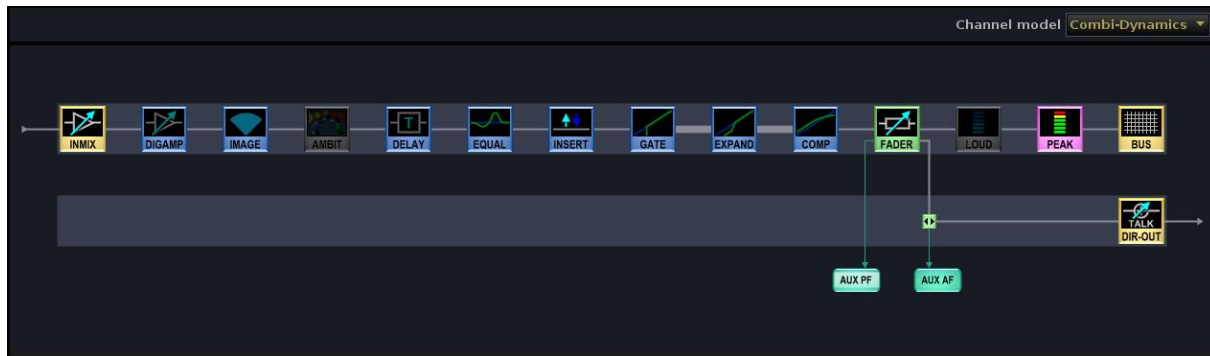 Channel model Combi-Dynamics
T
INMIX DIGAMP IMAGE AMBIT DELAY EQUAL INSERT GATE EXPAND COMP FADER LOUD PEAK BUS
TALK
DIR-OUT
AUX PF AUX AF